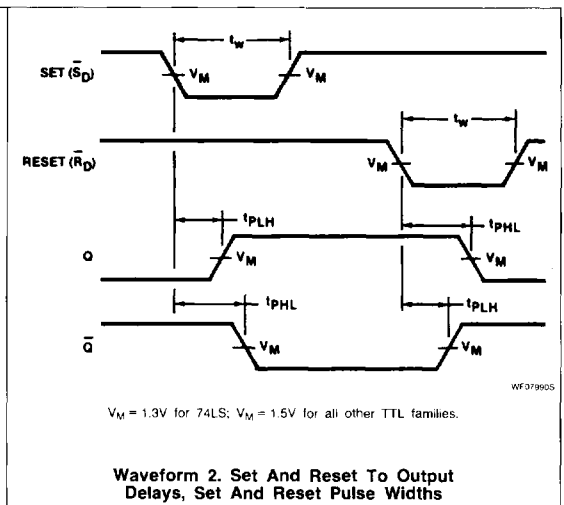 tw
SET (S̅D)
VM
VM
tw
RESET (R̅D)
VM
VM
tPLH
tPHL
Q
VM
VM
tPHL
tPLH
Q̅
VM
VM
WF07990S
VM = 1.3V for 74LS; VM = 1.5V for all other TTL families.
Waveform 2. Set And Reset To Output
Delays, Set And Reset Pulse Widths